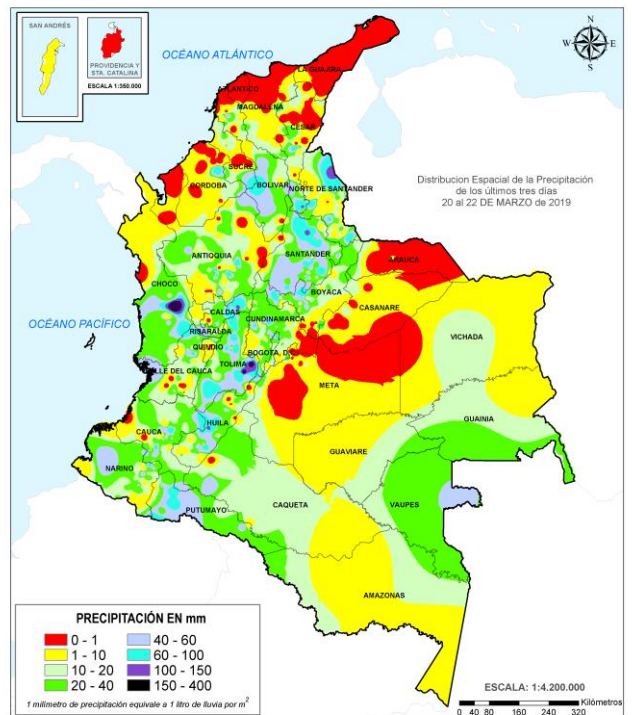 SAN ANDRÉS
PROVIDENCIA Y
STA. CATALINA
ESCALA 1:350.000
OCÉANO ATLÁNTICO
N
W
E
S
LA GUAJIRA
ATLANTICO
MAGDALLNA
CESAR
SUCRE
CORDOBA
BOLIVAR
NORTE DE SANTANDER
Distribucion Espacial de la Precipitación
de los últimos tres días
20 al 22 DE MARZO de 2019
ANTIOQUIA
SANTANDER
ARAUCA
CHOCO
BOYACA
CASANARE
OCÉANO PACÍFICO
CALDAS
CUNDINAMARCA
RISARALDA
VICHADA
QUINDIO
BOGOTA, D.C.
TOLIMA
VALLE DEL CAUCA
META
GUAINIA
HUILA
CAUCA
GUAVIARE
NARINO
CAQUETA
VAUPES
PUTUMAYO
AMAZONAS
PRECIPITACIÓN EN mm
0 - 1
40 - 60
1 - 10
60 - 100
10 - 20
100 - 150
20 - 40
150 - 400
1 milímetro de precipitación equivale a 1 litro de lluvia por m²
ESCALA: 1:4.200.000
Kilómetros
0 40 80 160 240 320